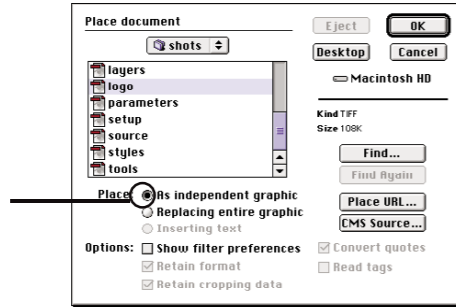 Place document
shots
layers
logo
parameters
setup
source
styles
tools
Eject
OK
Desktop
Cancel
Macintosh HD
Kind TIFF
Size 108K
Find...
Find Again
Place URL...
CMS Source...
Place: As independent graphic
Replacing entire graphic
Inserting text
Options: Show filter preferences
Retain format
Retain cropping data
Convert quotes
Read tags